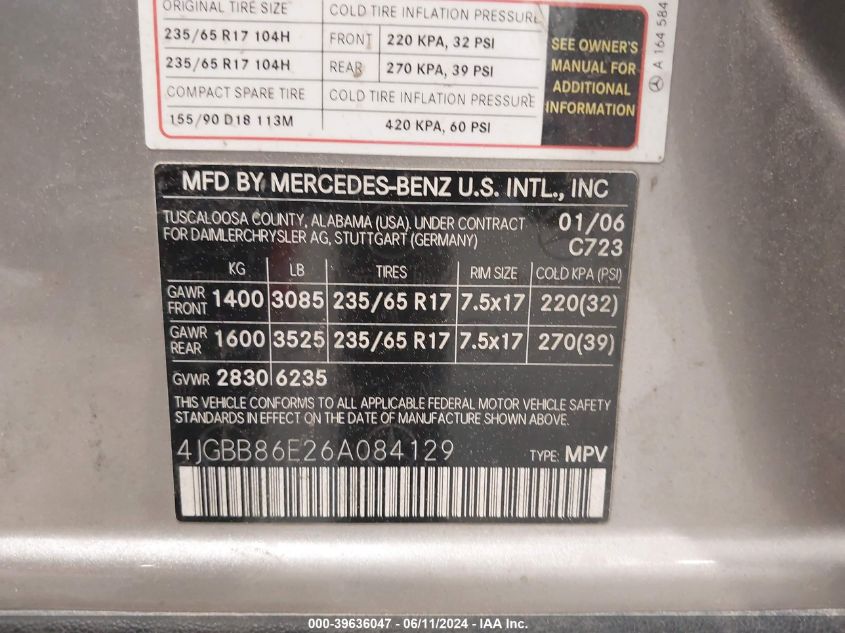 ORIGINAL TIRE SIZE COLD TIRE INFLATION PRESSURE
235/65 R17 104H FRONT 220 KPA, 32 PSI
235/65 R17 104H REAR 270 KPA, 39 PSI
COMPACT SPARE TIRE COLD TIRE INFLATION PRESSURE
155/90 D18 113M 420 KPA, 60 PSI
SEE OWNER'S
MANUAL FOR
ADDITIONAL
INFORMATION
A 164 584
MFD BY MERCEDES-BENZ U.S. INTL., INC
TUSCALOOSA COUNTY, ALABAMA (USA). UNDER CONTRACT 01/06
FOR DAIMLERCHRYSLER AG, STUTTGART (GERMANY) C723
KG LB TIRES RIM SIZE COLD KPA (PSI)
GAWR FRONT 1400 3085 235/65 R17 7.5x17 220(32)
GAWR REAR 1600 3525 235/65 R17 7.5x17 270(39)
GVWR 2830 6235
THIS VEHICLE CONFORMS TO ALL APPLICABLE FEDERAL MOTOR VEHICLE SAFETY
STANDARDS IN EFFECT ON THE DATE OF MANUFACTURE SHOWN ABOVE.
4JGBB86E26A084129 TYPE: MPV
000-39636047 - 06/11/2024 - IAA Inc.